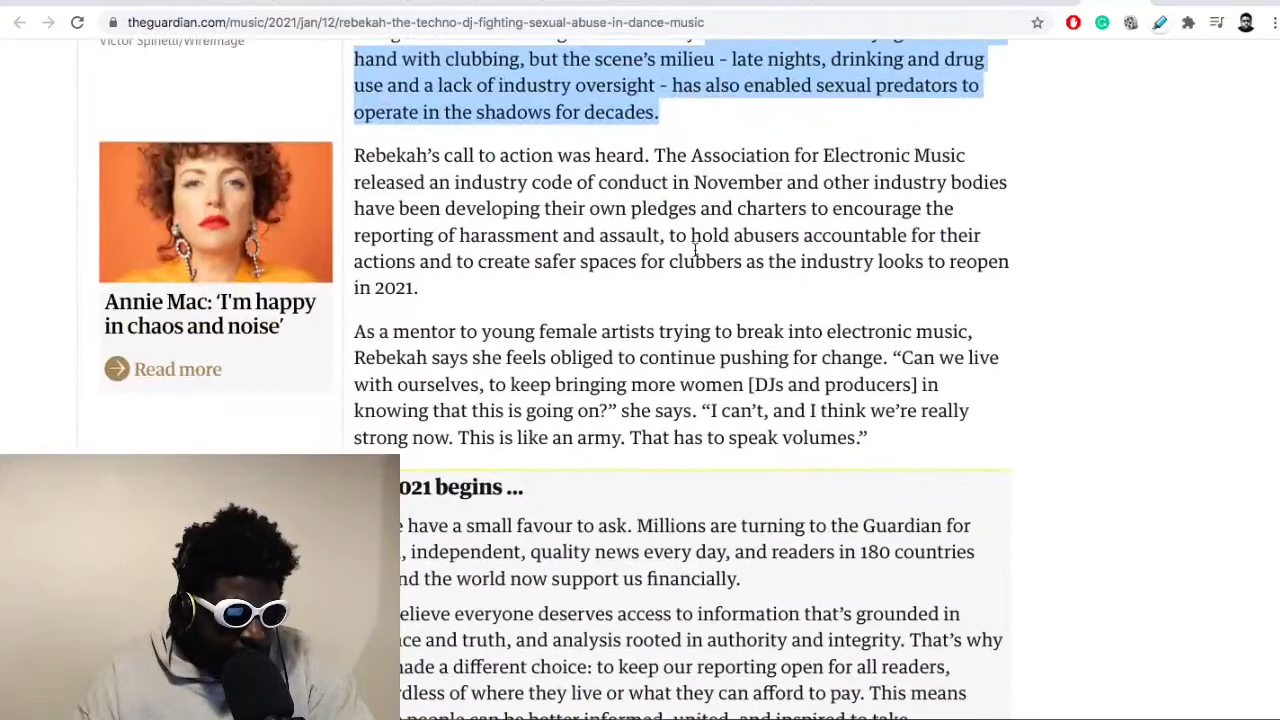 theguardian.com/music/2021/jan/12/rebekah-the-techno-dj-fighting-sexual-abuse-in-dance-music
Victor Spinelli/WireImage
hand with clubbing, but the scene’s milieu – late nights, drinking and drug
use and a lack of industry oversight – has also enabled sexual predators to
operate in the shadows for decades.
Rebekah’s call to action was heard. The Association for Electronic Music
released an industry code of conduct in November and other industry bodies
have been developing their own pledges and charters to encourage the
reporting of harassment and assault, to hold abusers accountable for their
actions and to create safer spaces for clubbers as the industry looks to reopen
in 2021.
Annie Mac: ‘I'm happy
in chaos and noise’
Read more
As a mentor to young female artists trying to break into electronic music,
Rebekah says she feels obliged to continue pushing for change. “Can we live
with ourselves, to keep bringing more women [DJs and producers] in
knowing that this is going on?” she says. “I can’t, and I think we’re really
strong now. This is like an army. That has to speak volumes.”
021 begins ...
have a small favour to ask. Millions are turning to the Guardian for
, independent, quality news every day, and readers in 180 countries
nd the world now support us financially.
elieve everyone deserves access to information that’s grounded in
ce and truth, and analysis rooted in authority and integrity. That’s why
made a different choice: to keep our reporting open for all readers,
dless of where they live or what they can afford to pay. This means
people can be better informed, united, and inspired to take